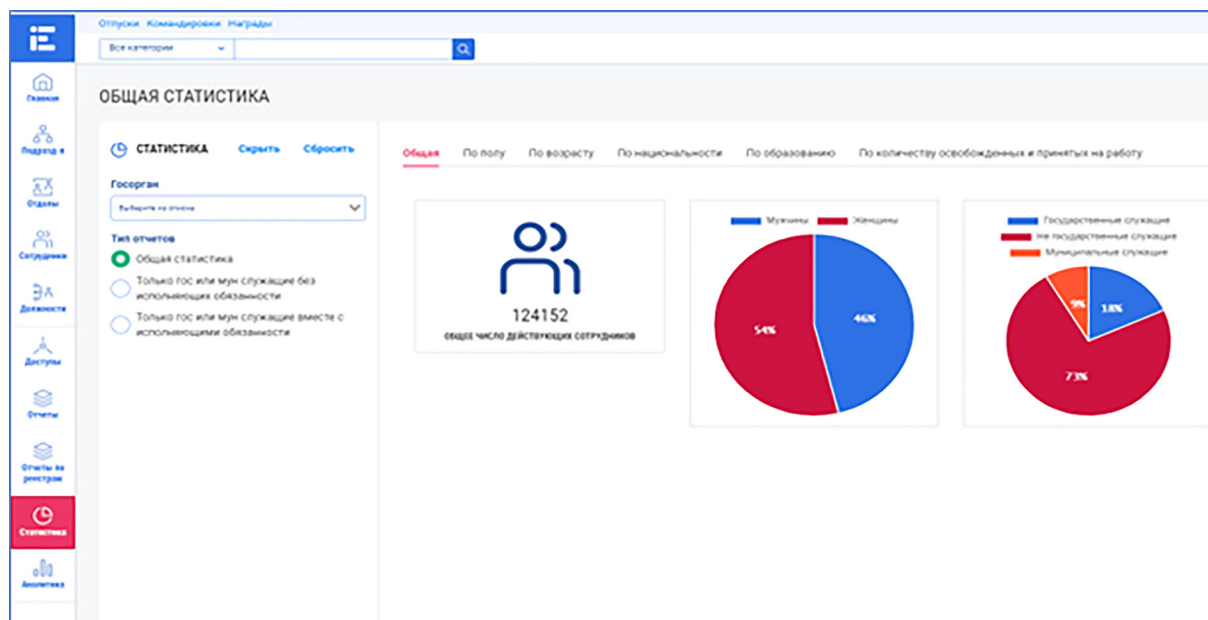 Отпуски Командировки Награды
Все категории
Главная
ОБЩАЯ СТАТИСТИКА
Подразд-я
СТАТИСТИКА Скрыть Сбросить
Общая По полу По возрасту По национальности По образованию По количеству освобожденных и принятых на работу
Госорган
Выберите из списка
Отделы
Тип отчетов
Общая статистика
Только гос или мун служащие без
исполняющих обязанности
Только гос или мун служащие вместе с
исполняющими обязанности
Сотрудники
Должности
Доступы
Отчеты
Отчеты по
реестрам
Статистика
Аналитика
124152
ОБЩЕЕ ЧИСЛО ДЕЙСТВУЮЩИХ СОТРУДНИКОВ
Мужчины Женщины
54% 46%
Государственные служащие
Не государственные служащие
Муниципальные служащие
9% 18%
73%